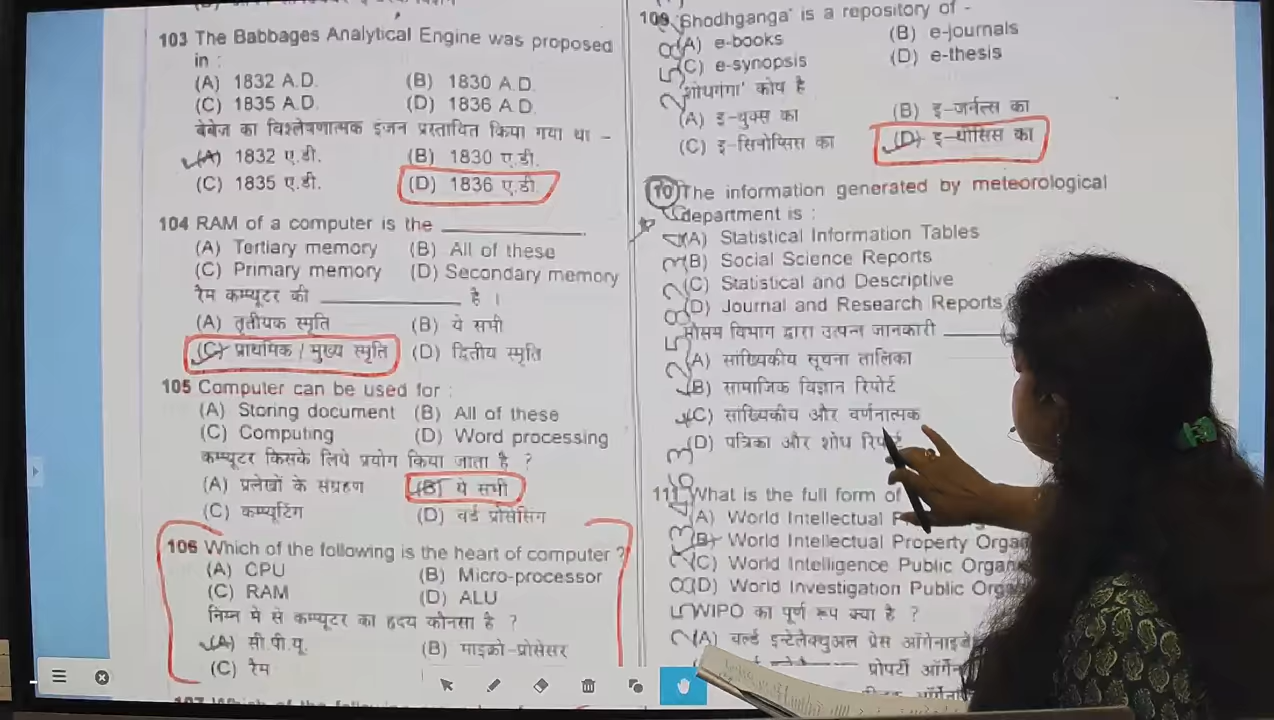 103 The Babbages Analytical Engine was proposed
in :
(A) 1832 A.D. (B) 1830 A.D.
(C) 1835 A.D. (D) 1836 A.D.
बेबेज का विश्लेषणात्मक इंजन प्रस्तावित किया गया था -
(A) 1832 ए.डी. (B) 1830 ए.डी.
(C) 1835 ए.डी. (D) 1836 ए.डी.
104 RAM of a computer is the ____________.
(A) Tertiary memory (B) All of these
(C) Primary memory (D) Secondary memory
रैम कम्प्यूटर की ____________ है ।
(A) तृतीयक स्मृति (B) ये सभी
(C) प्राथमिक / मुख्य स्मृति (D) द्वितीय स्मृति
105 Computer can be used for :
(A) Storing document (B) All of these
(C) Computing (D) Word processing
कम्प्यूटर किसके लिये प्रयोग किया जाता है ?
(A) प्रलेखों के संग्रहण (B) ये सभी
(C) कम्प्यूटिंग (D) वर्ड प्रोसेसिंग
106 Which of the following is the heart of computer ?
(A) CPU (B) Micro-processor
(C) RAM (D) ALU
निम्न मे से कम्प्यूटर का हृदय कौनसा है ?
(A) सी.पी.यू. (B) माइक्रो-प्रोसेसर
(C) रैम
109 'Shodhganga' is a repository of -
(A) e-books (B) e-journals
(C) e-synopsis (D) e-thesis
'शोधगंगा' कोष है
(A) इ-बुक्स का (B) इ-जर्नल्स का
(C) इ-सिनोप्सिस का (D) इ-थीसिस का
The information generated by meteorological
department is :
(A) Statistical Information Tables
(B) Social Science Reports
(C) Statistical and Descriptive
(D) Journal and Research Reports
मौसम विभाग द्वारा उत्पन्न जानकारी
(A) सांख्यिकीय सूचना तालिका
(B) सामाजिक विज्ञान रिपोर्ट
(C) सांख्यिकीय और वर्णनात्मक
(D) पत्रिका और शोध
111 What is the full form of
(A) World Intellectual
(B) World Intellectual Property
(C) World Intelligence Public
(D) World Investigation Public
WIPO का पूर्ण रूप क्या है ?
(A) वर्ल्ड इन्टेलेक्चुअल प्रेस
प्रोपर्टी